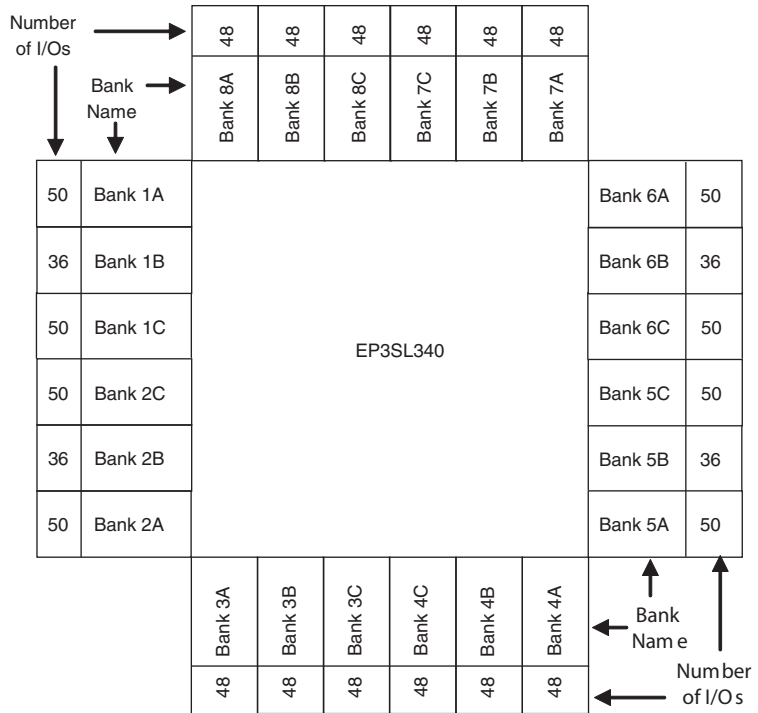 Number
of I/Os
48 48 48 48 48 48
Bank
Name
Bank 8A Bank 8B Bank 8C Bank 7C Bank 7B Bank 7A
50 Bank 1A
Bank 6A 50
36 Bank 1B
Bank 6B 36
50 Bank 1C
Bank 6C 50
EP3SL340
50 Bank 2C
Bank 5C 50
36 Bank 2B
Bank 5B 36
50 Bank 2A
Bank 5A 50
Bank 3A Bank 3B Bank 3C Bank 4C Bank 4B Bank 4A
Bank
Name
48 48 48 48 48 48
Number
of I/Os